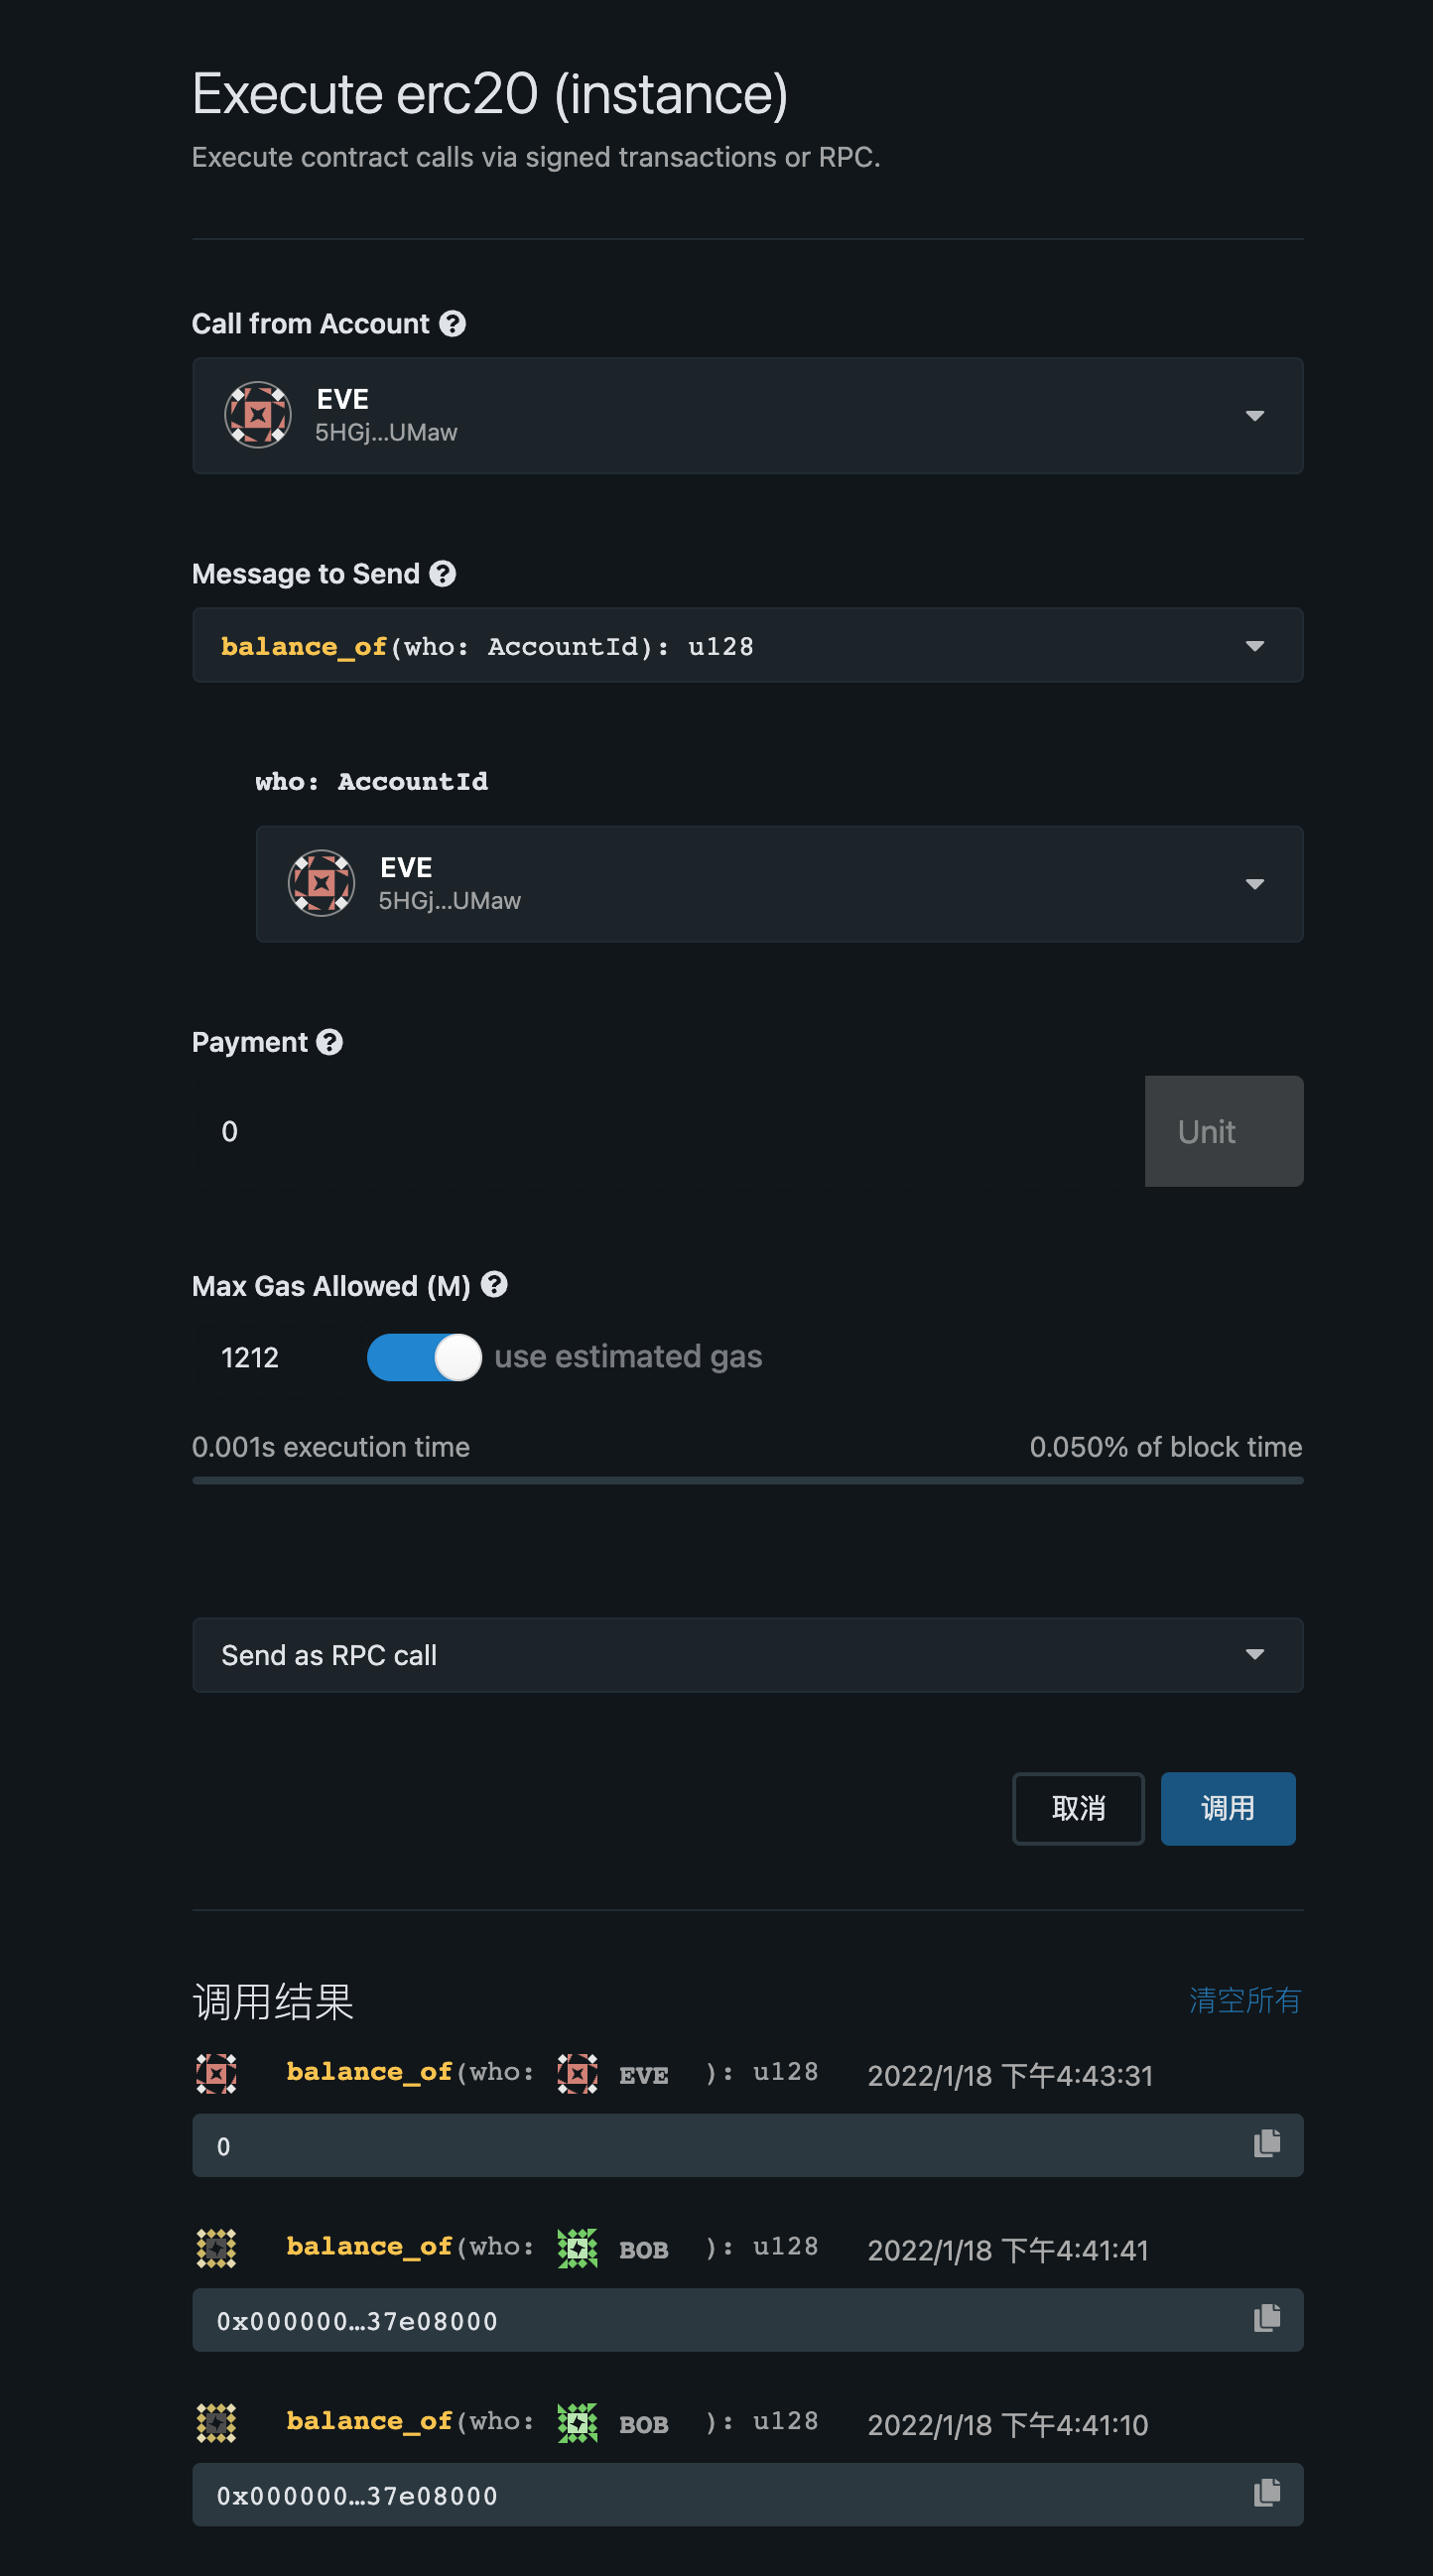 Execute erc20 (instance)
Execute contract calls via signed transactions or RPC.
Call from Account
EVE
5HGj...UMaw
Message to Send
balance_of(who: AccountId): u128
who: AccountId
EVE
5HGj...UMaw
Payment
0 Unit
Max Gas Allowed (M)
1212 use estimated gas
0.001s execution time 0.050% of block time
Send as RPC call
取消 调用
调用结果 清空所有
balance_of(who: EVE ): u128 2022/1/18 下午4:43:31
0
balance_of(who: BOB ): u128 2022/1/18 下午4:41:41
0x000000…37e08000
balance_of(who: BOB ): u128 2022/1/18 下午4:41:10
0x000000…37e08000